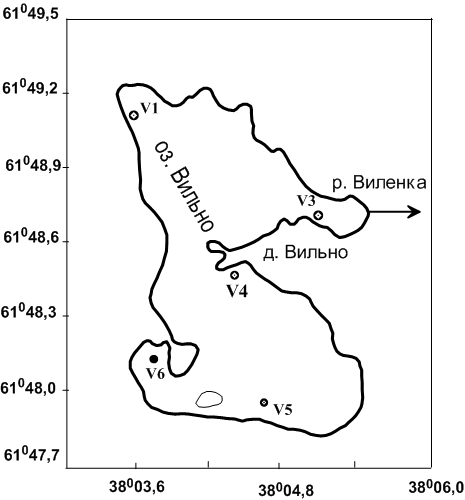 61⁰49,5
61⁰49,2
V1
61⁰48,9
оз. Вильно
р. Виленка
V3
61⁰48,6
д. Вильно
V4
61⁰48,3
V6
61⁰48,0
V5
61⁰47,7
38⁰03,6
38⁰04,8
38⁰06,0